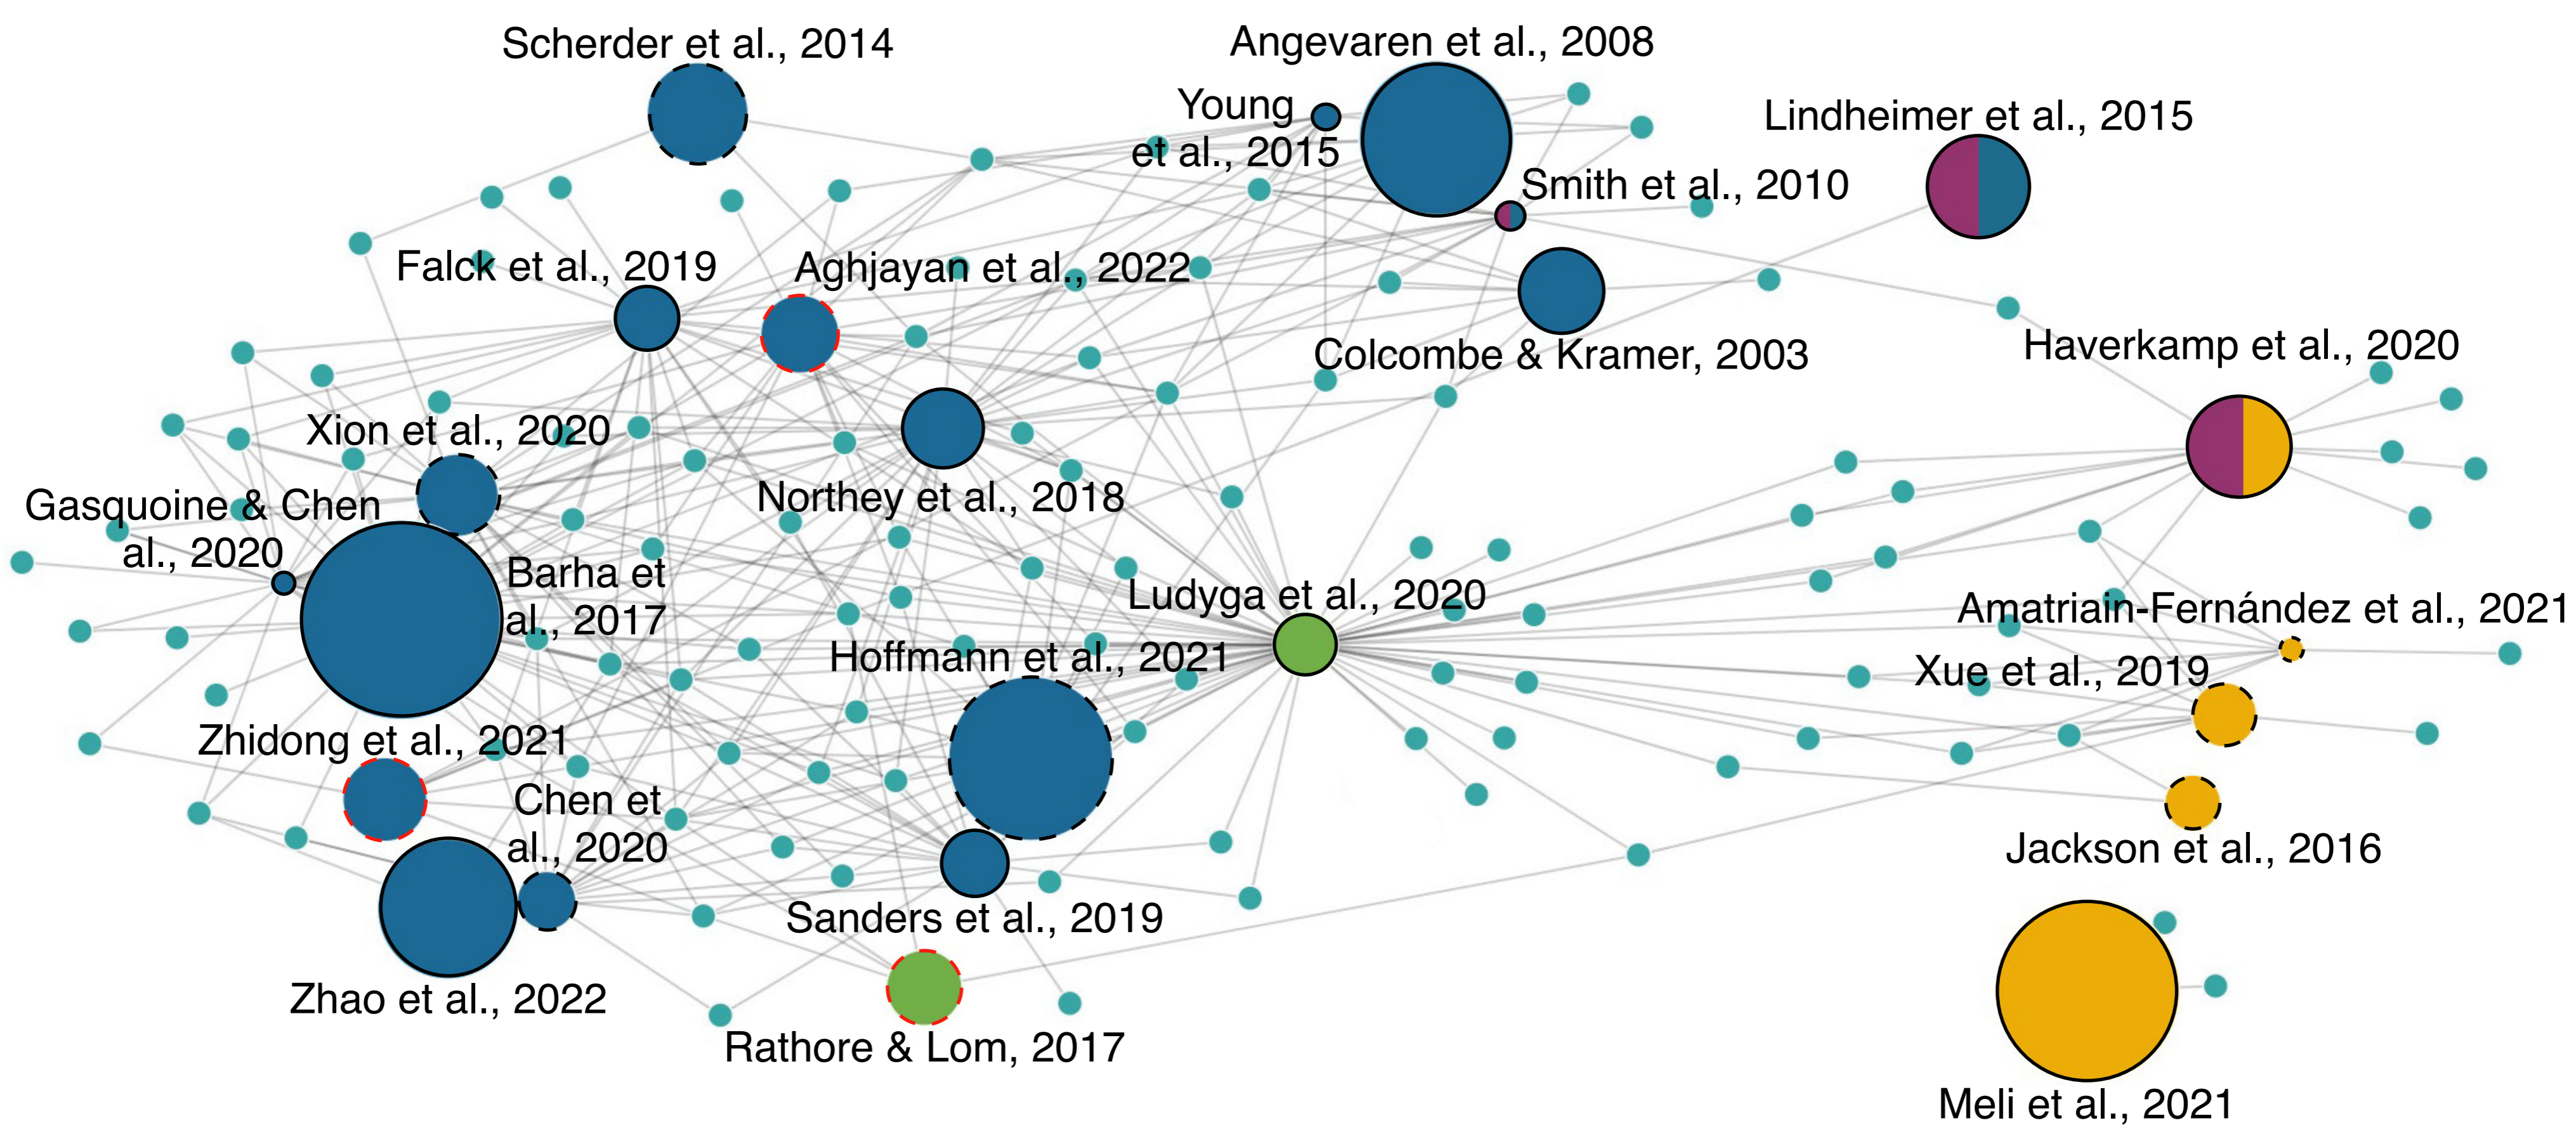 Scherder et al., 2014
Angevaren et al., 2008
Young
et al., 2015
Lindheimer et al., 2015
Smith et al., 2010
Falck et al., 2019
Aghjayan et al., 2022
Colcombe & Kramer, 2003
Haverkamp et al., 2020
Xion et al., 2020
Northey et al., 2018
Gasquoine & Chen
al., 2020
Barha et
al., 2017
Ludyga et al., 2020
Amatriain-Fernández et al., 2021
Hoffmann et al., 2021
Xue et al., 2019
Zhidong et al., 2021
Chen et
al., 2020
Jackson et al., 2016
Sanders et al., 2019
Zhao et al., 2022
Rathore & Lom, 2017
Meli et al., 2021